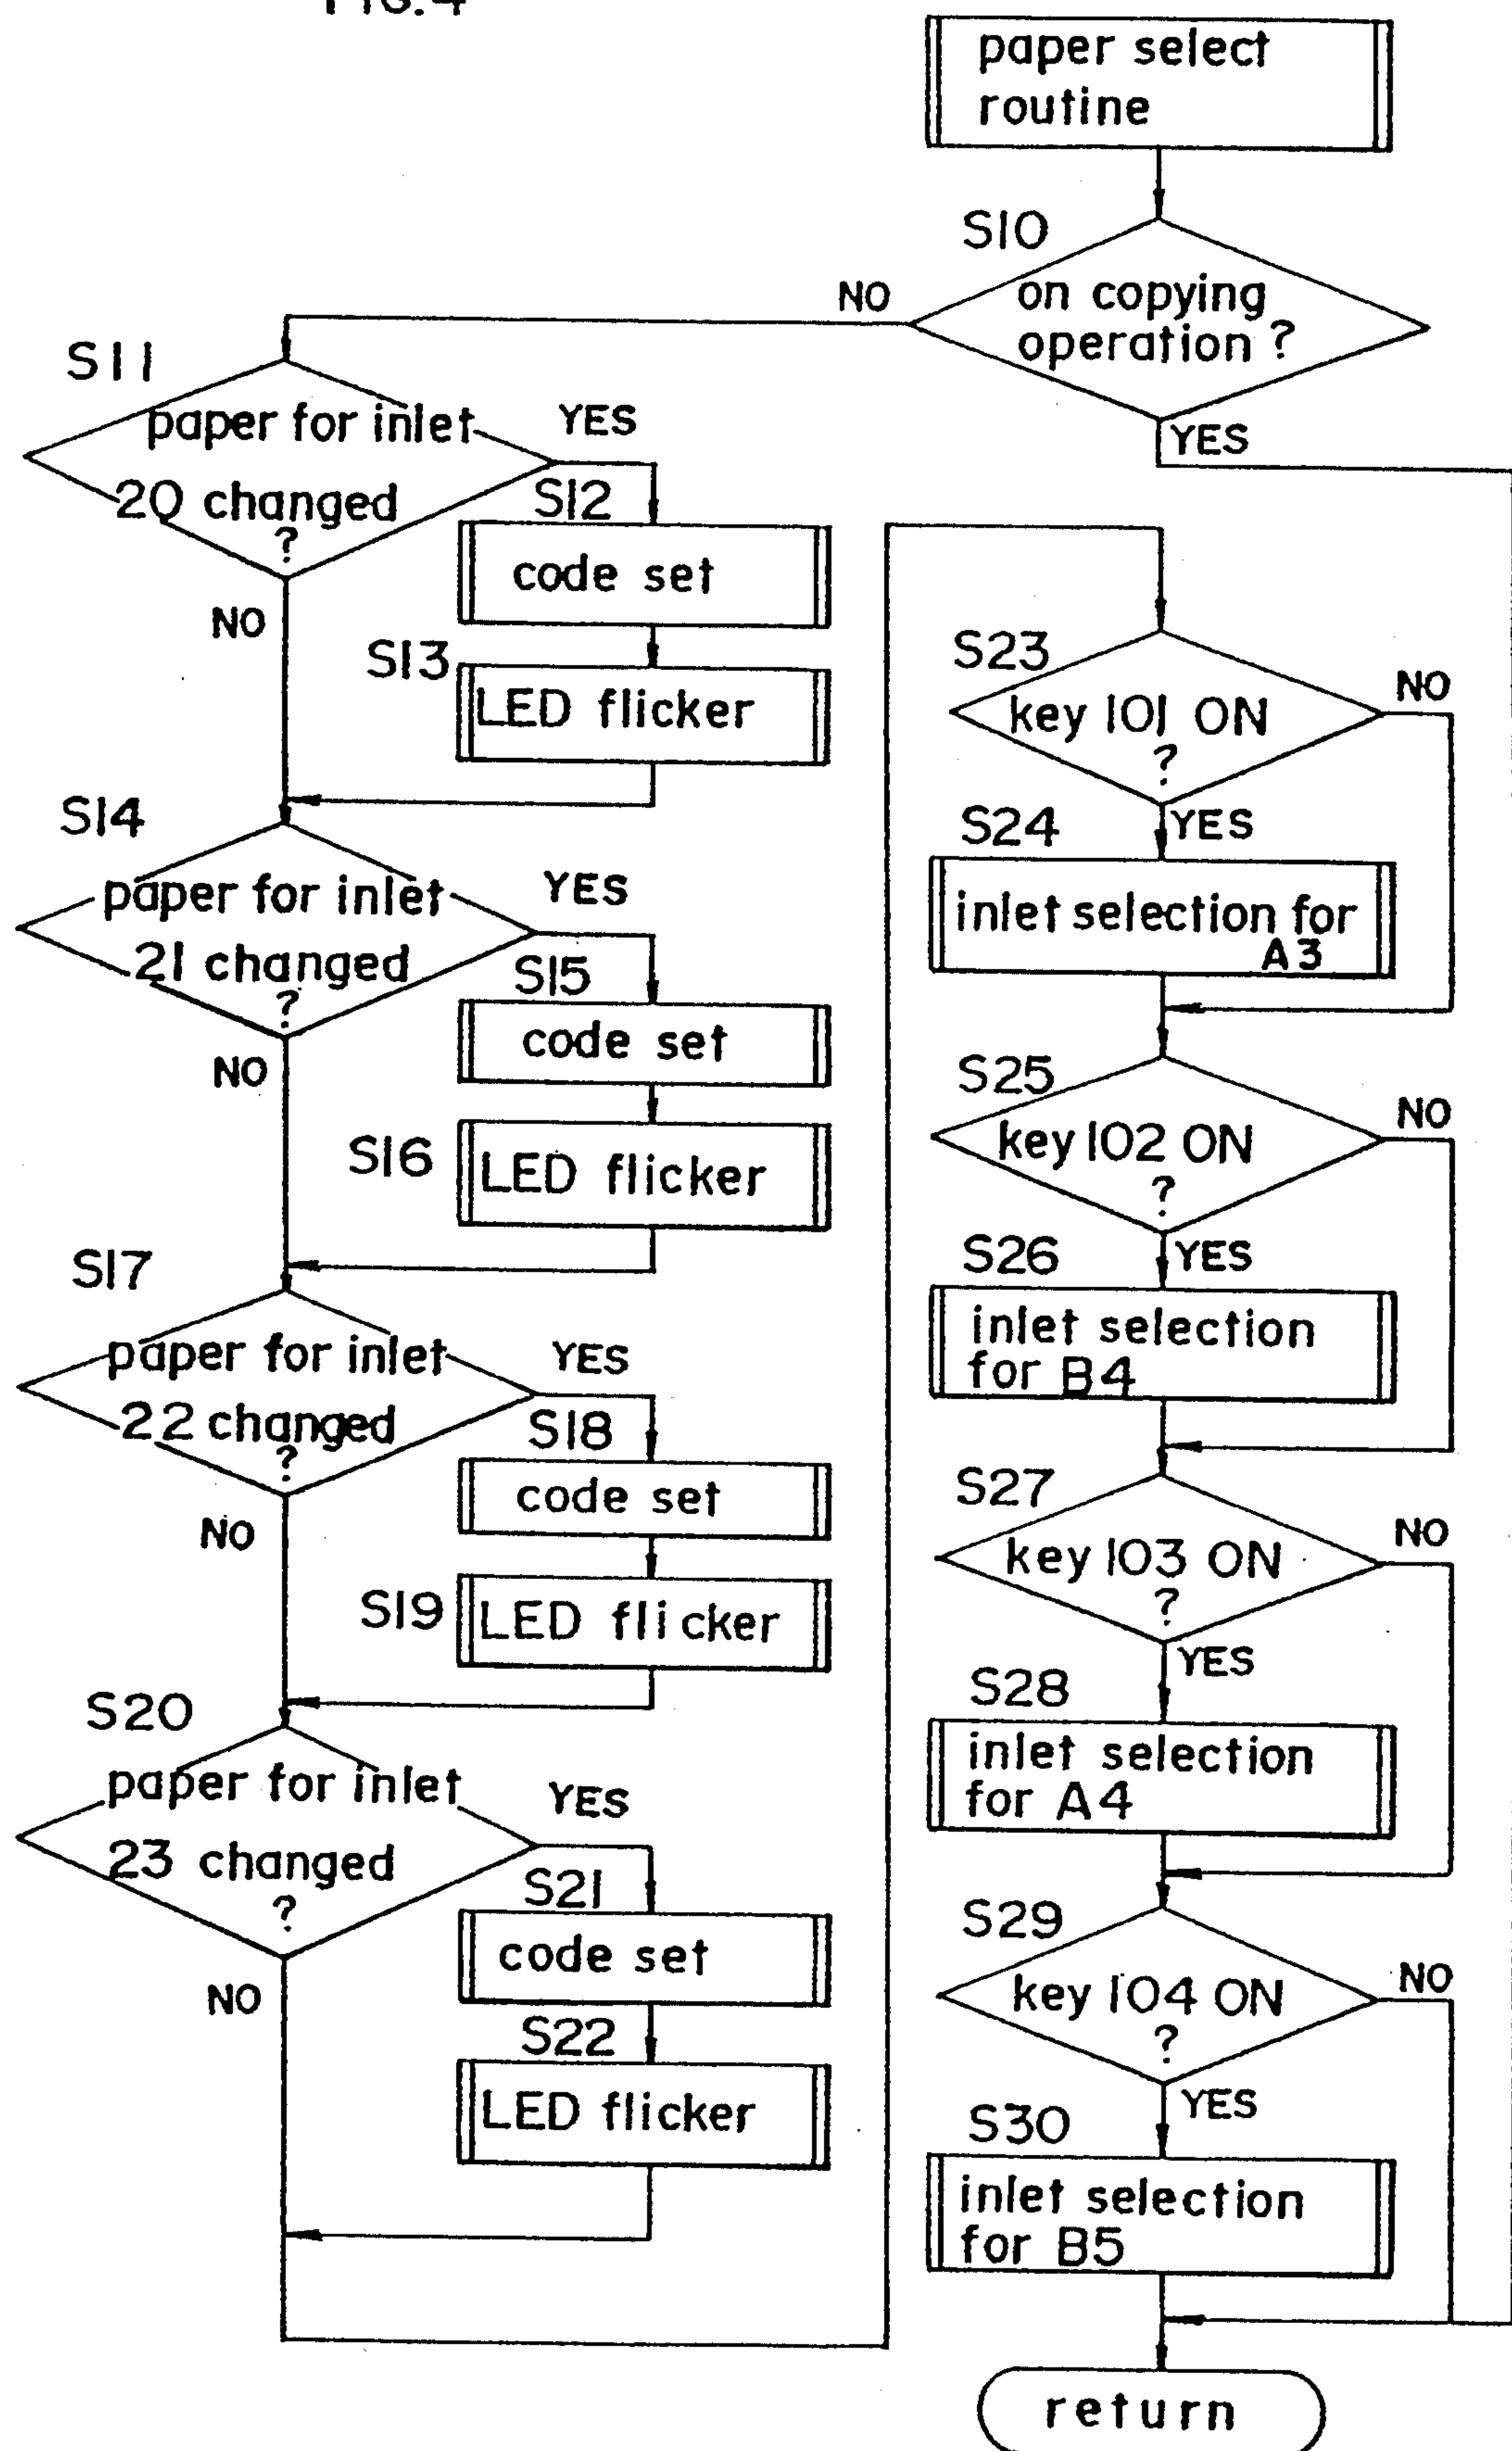 FIG.4
paper select
routine
S10
on copying
operation ?
NO
YES
S11
paper for inlet
20 changed
?
YES
NO
S12
code set
S13
LED flicker
S14
paper for inlet
21 changed
?
YES
NO
S15
code set
S16
LED flicker
S17
paper for inlet
22 changed
?
YES
NO
S18
code set
S19
LED flicker
S20
paper for inlet
23 changed
?
YES
NO
S21
code set
S22
LED flicker
S23
key 101 ON
?
NO
YES
S24
inlet selection for
A3
S25
key 102 ON
?
NO
YES
S26
inlet selection
for B4
S27
key 103 ON
?
NO
YES
S28
inlet selection
for A4
S29
key 104 ON
?
NO
YES
S30
inlet selection
for B5
return